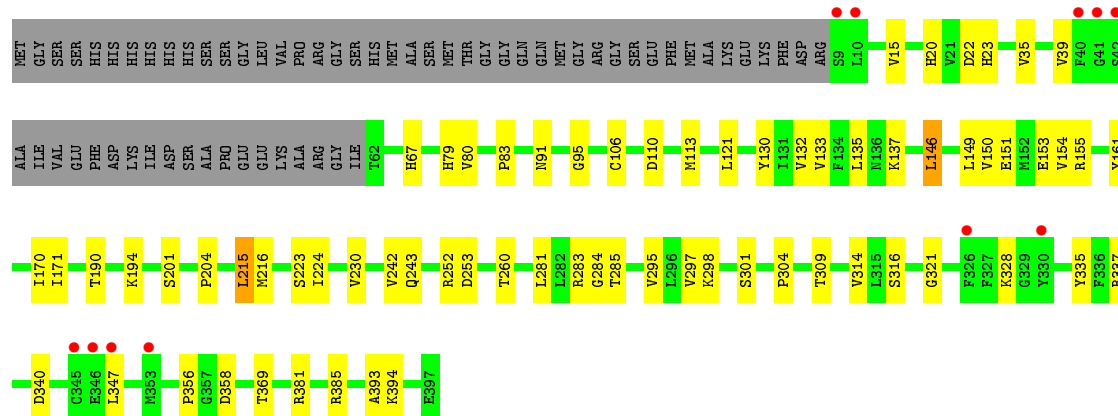 MET GLY SER SER HIS HIS HIS HIS HIS HIS HIS HIS SER SER GLY LEU VAL PRO ARG GLY SER HIS MET ALA SER MET THR GLY GLY GLN GLN MET GLY ARG GLY SER GLU PHE MET ALA LYS GLU LYS PHE ASP ARG S9 L10 V15 H20 V21 D22 H23 V35 V39 F40 G41 S42
ALA ILE VAL GLU PHE ASP LYS ILE ASP SER ALA PRO GLU GLU LYS ALA ARG GLY ILE T62 H67 H79 V80 P83 N91 G95 C106 D110 M113 L121 Y130 I131 V132 V133 F134 L135 N136 K137 L146 L149 V150 E151 M152 E153 V154 R155 Y161
I170 I171 T190 K194 S201 P204 L215 M216 S223 I224 V230 V242 Q243 R252 D253 T260 L281 L282 R283 G284 T285 V295 L296 V297 K298 S301 P304 T309 V314 L315 S316 G321 F326 F327 K328 G329 Y330 Y335 F336 R337
D340 C345 E346 L347 M353 P356 G357 D358 T369 R381 R385 A393 K394 E397